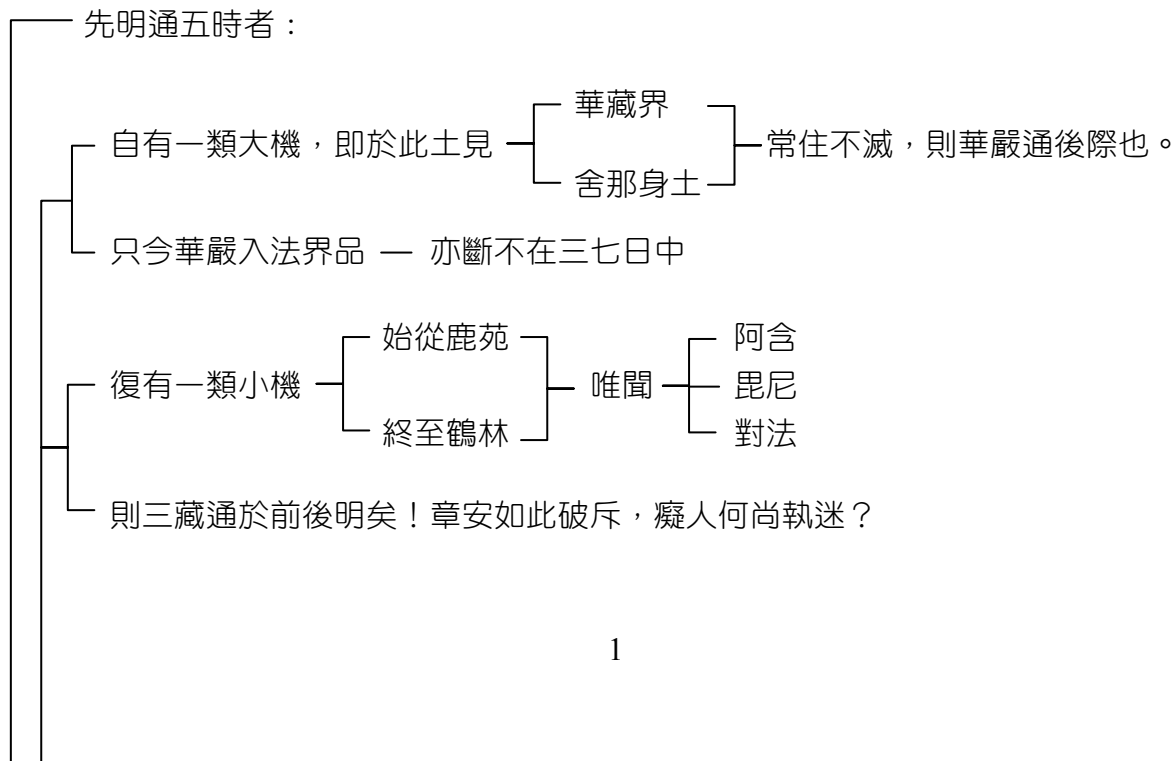 先明通五時者：
華藏界
自有一類大機，即於此土見
常住不滅，則華嚴通後際也。
舍那身土
只今華嚴入法界品 — 亦斷不在三七日中
始從鹿苑
阿含
復有一類小機
唯聞
毘尼
終至鶴林
對法
則三藏通於前後明矣！章安如此破斥，癡人何尚執迷？
1